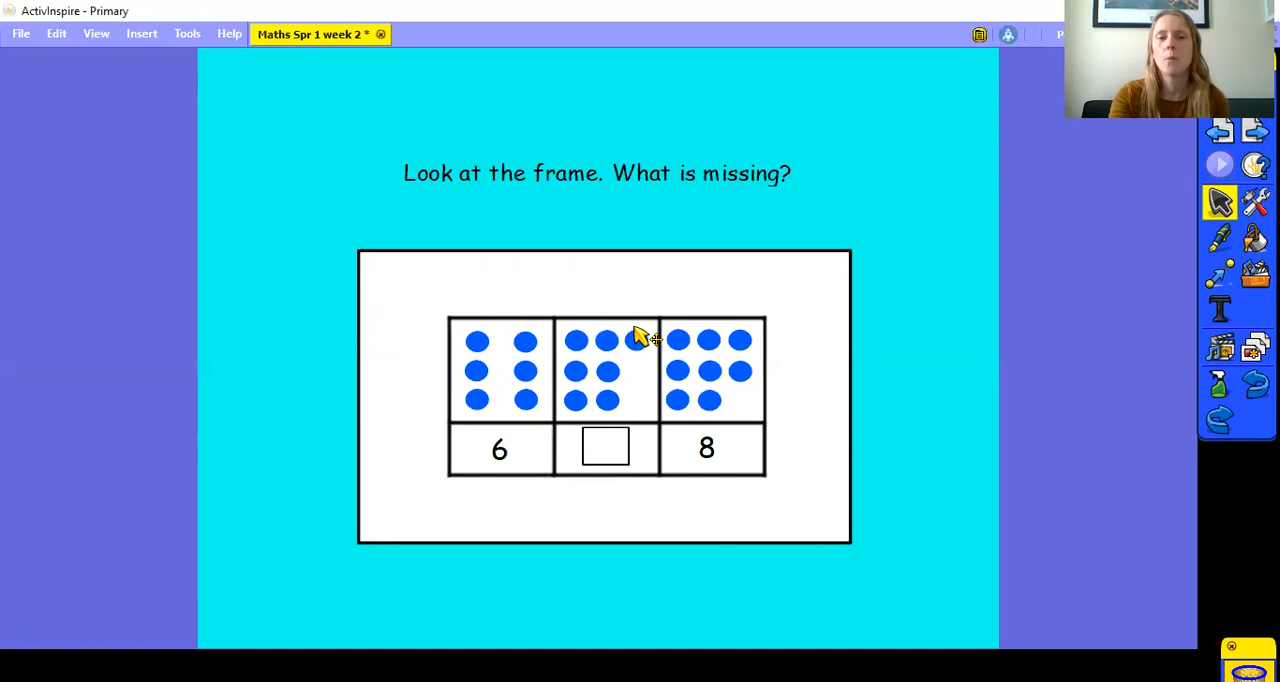 ActivInspire - Primary
File Edit View Insert Tools Help Maths Spr 1 week 2 *
Look at the frame. What is missing?
6 8